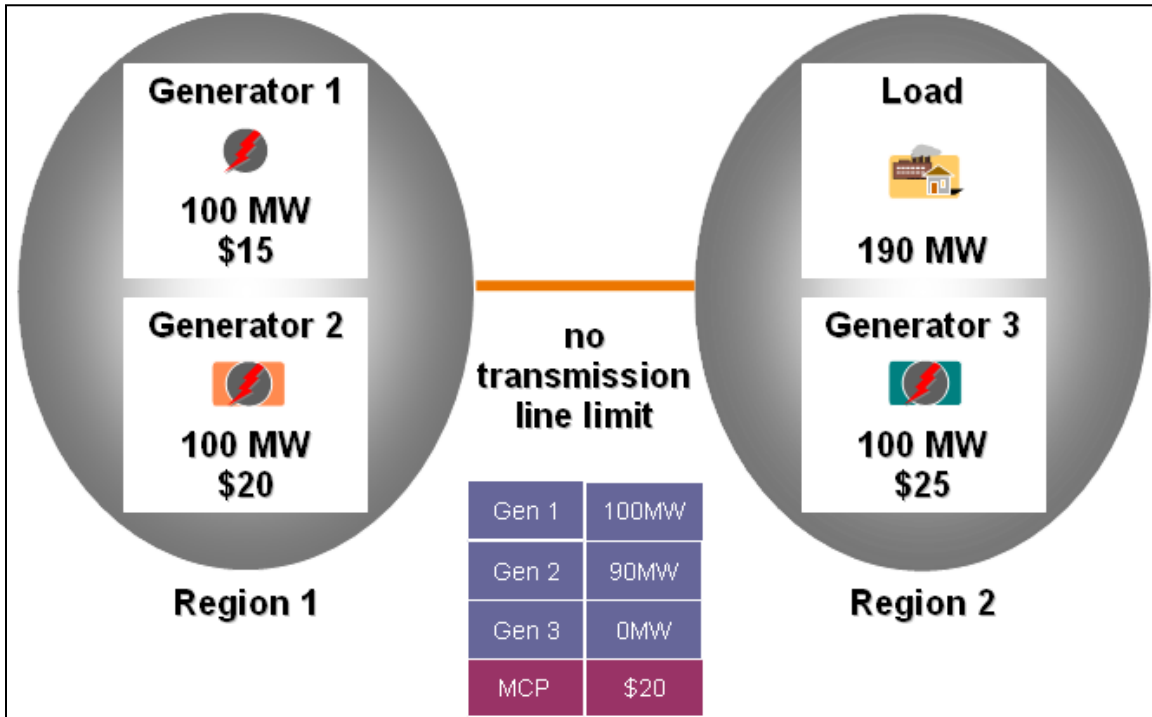 Generator 1
100 MW
$15
Generator 2
100 MW
$20
Region 1
no
transmission
line limit
Gen 1 100MW
Gen 2 90MW
Gen 3 0MW
MCP $20
Load
190 MW
Generator 3
100 MW
$25
Region 2